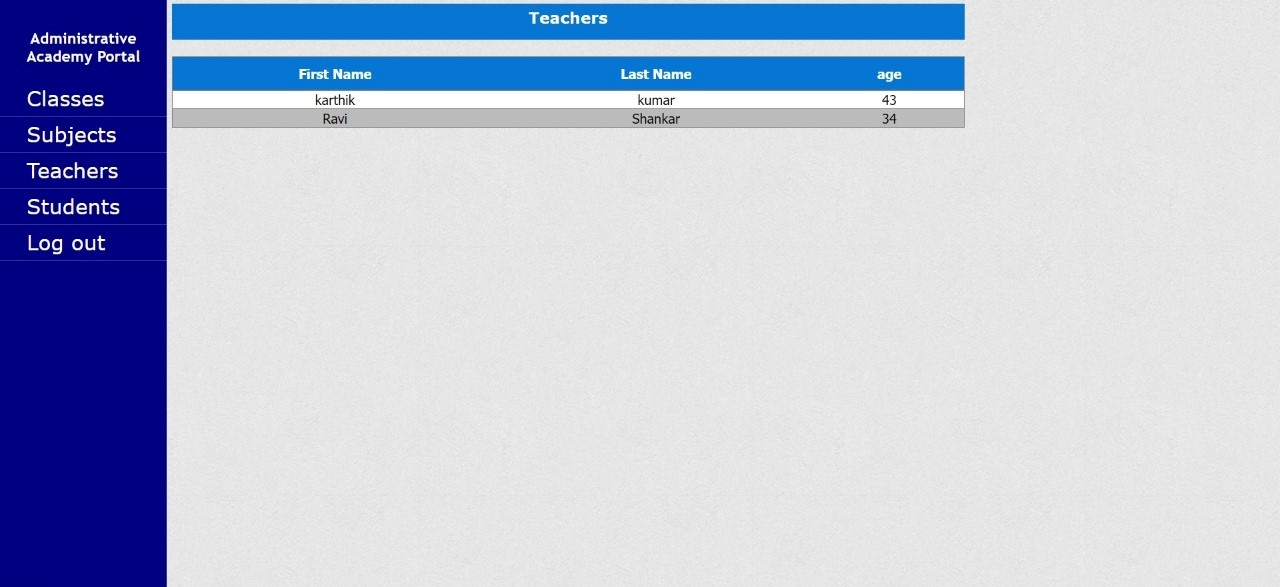 Administrative
Academy Portal
Classes
Subjects
Teachers
Students
Log out
Teachers
First Name Last Name age
karthik kumar 43
Ravi Shankar 34